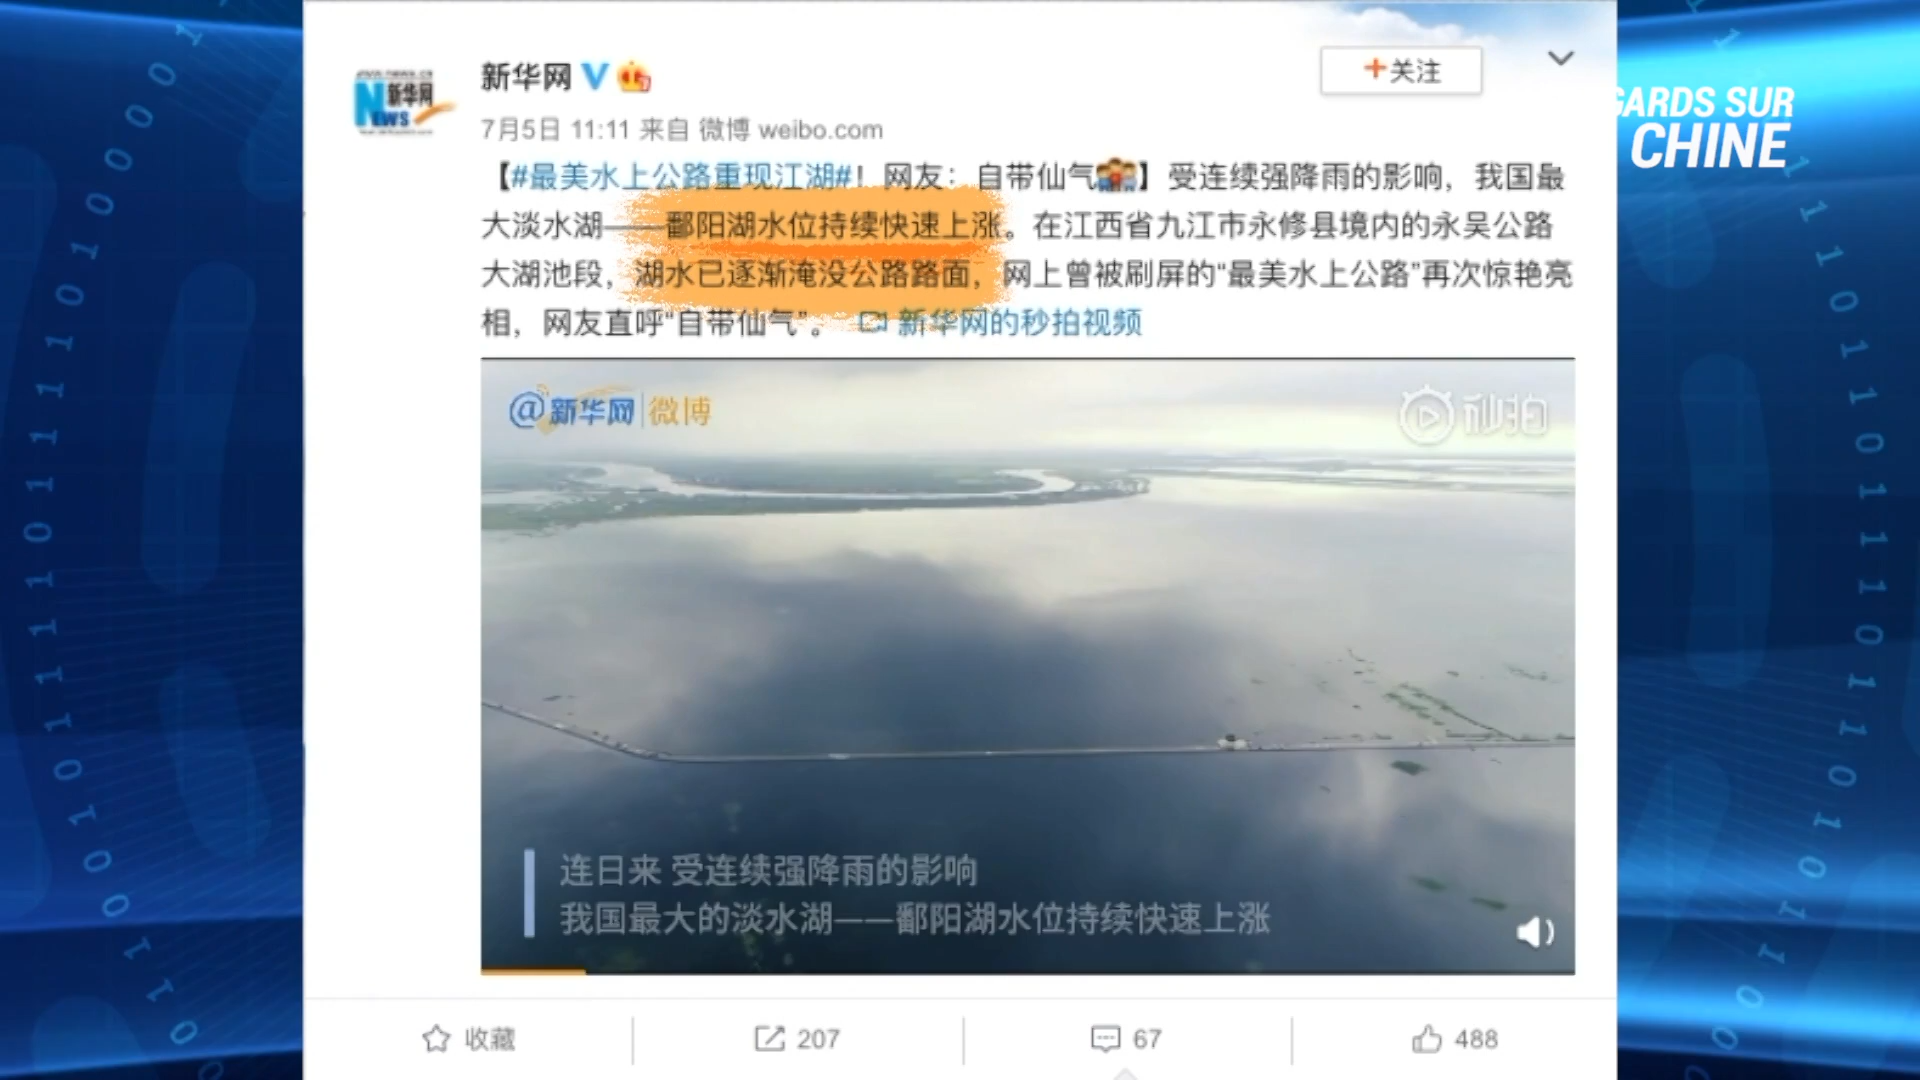 新华网
7月5日 11:11 来自 微博 weibo.com
+关注
GARDS SUR
CHINE
新华网
NEWS
【#最美水上公路重现江湖#！网友：自带仙气】受连续强降雨的影响，我国最
大淡水湖——鄱阳湖水位持续快速上涨。在江西省九江市永修县境内的永吴公路
大湖池段，湖水已逐渐淹没公路路面，网上曾被刷屏的“最美水上公路”再次惊艳亮
相，网友直呼“自带仙气”。 新华网的秒拍视频
@新华网|微博
秒拍
连日来 受连续强降雨的影响
我国最大的淡水湖——鄱阳湖水位持续快速上涨
收藏
207
67
488